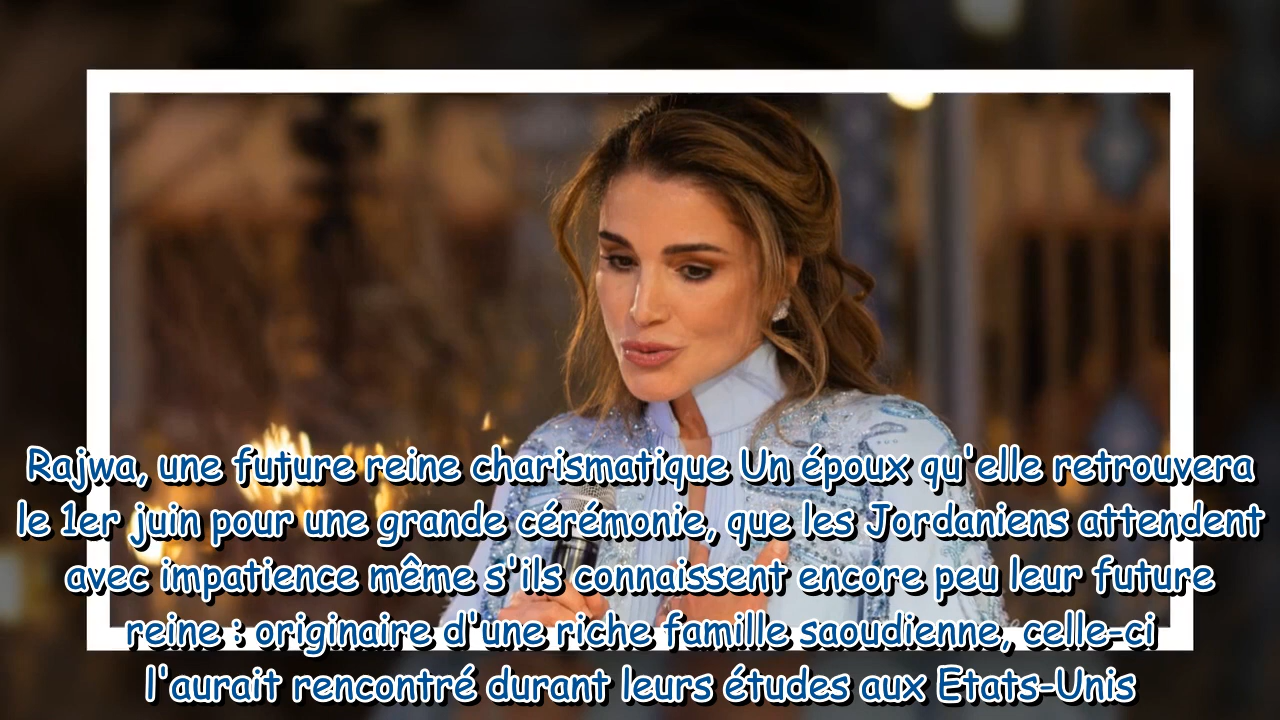 Rajwa, une future reine charismatique Un époux qu'elle retrouvera
le 1er juin pour une grande cérémonie, que les Jordaniens attendent
avec impatience même s'ils connaissent encore peu leur future
reine : originaire d'une riche famille saoudienne, celle-ci
l'aurait rencontré durant leurs études aux Etats-Unis